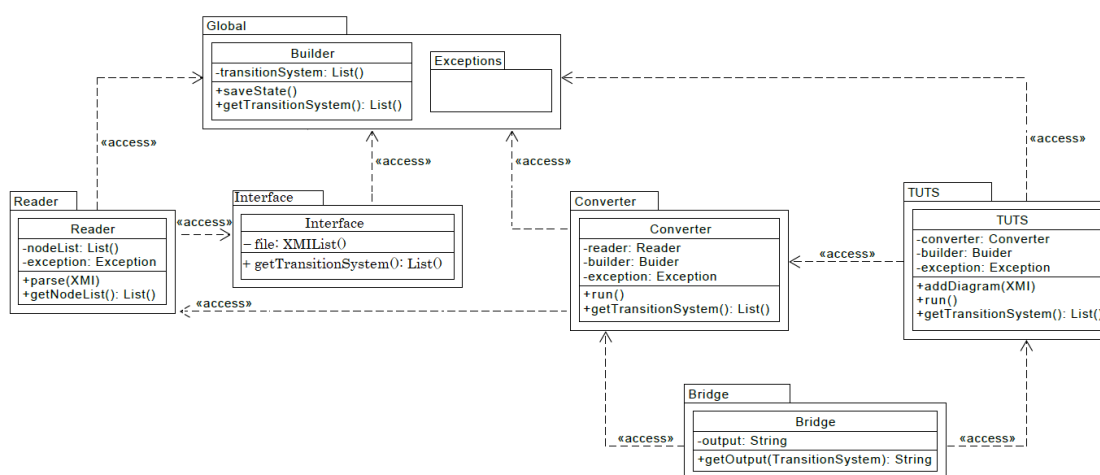 Global
Builder
-transitionSystem: List()
+saveState()
+getTransitionSystem(): List()
Exceptions
«access»
«access»
«access»
«access»
Reader
Reader
-nodeList: List()
-exception: Exception
+parse(XMI)
+getNodeList(): List()
«access»
Interface
Interface
– file: XMIList()
+ getTransitionSystem(): List()
Converter
Converter
-reader: Reader
-builder: Buider
-exception: Exception
+run()
+getTransitionSystem(): List()
«access»
TUTS
TUTS
-converter: Converter
-builder: Buider
-exception: Exception
+addDiagram(XMI)
+run()
+getTransitionSystem(): List()
«access»
Bridge
Bridge
-output: String
+getOutput(TransitionSystem): String
«access»
«access»